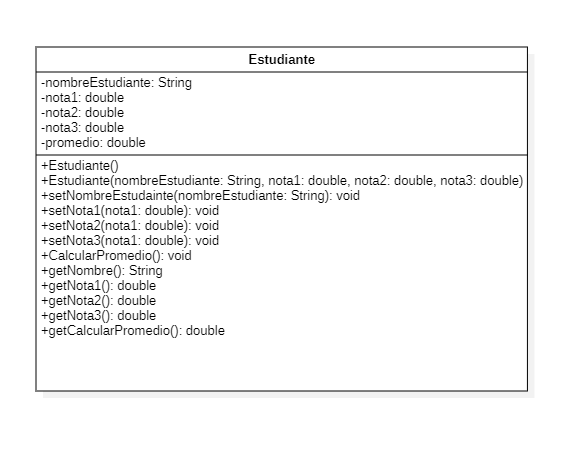 Estudiante
-nombreEstudiante: String
-nota1: double
-nota2: double
-nota3: double
-promedio: double
+Estudiante()
+Estudiante(nombreEstudiante: String, nota1: double, nota2: double, nota3: double)
+setNombreEstudainte(nombreEstudiante: String): void
+setNota1(nota1: double): void
+setNota2(nota1: double): void
+setNota3(nota1: double): void
+CalcularPromedio(): void
+getNombre(): String
+getNota1(): double
+getNota2(): double
+getNota3(): double
+getCalcularPromedio(): double